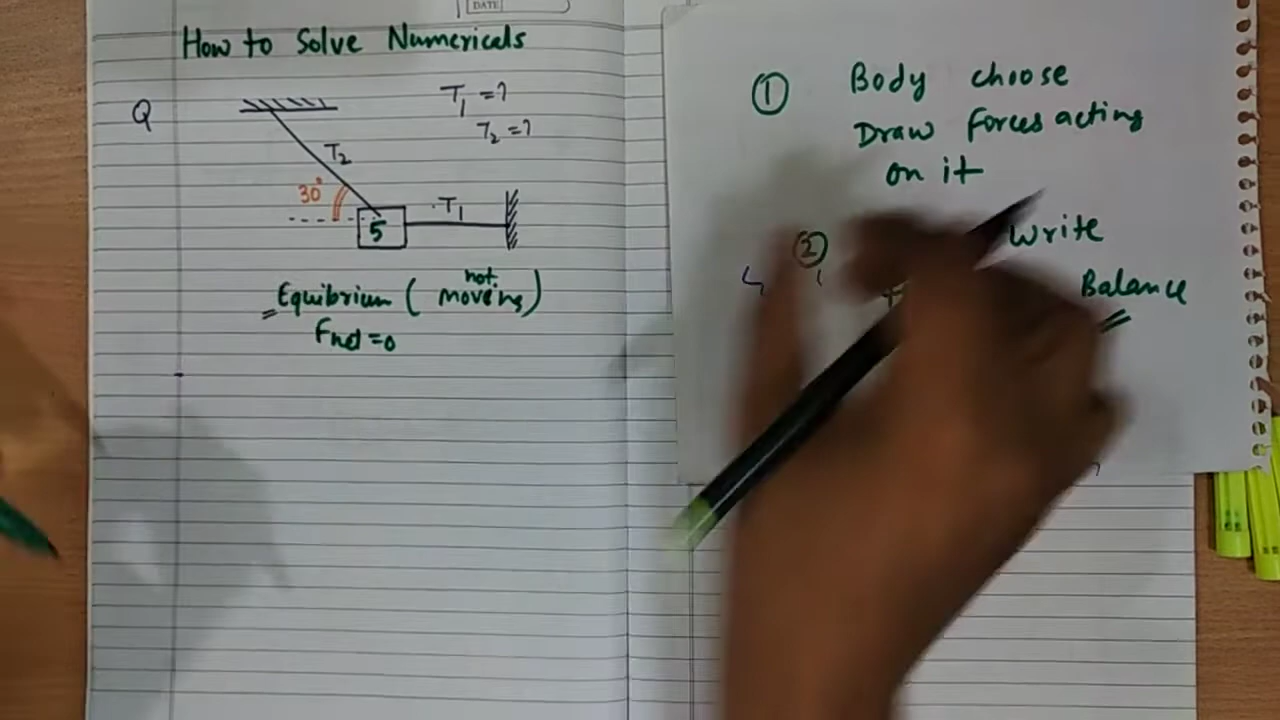 DATE
How to Solve Numericals
Q
T1 = ?
T2 = ?
T2
30°
T1
5
Equibrium ( not moving )
Fnet = 0
① Body choose
Draw forces acting
on it
② Write
Balance